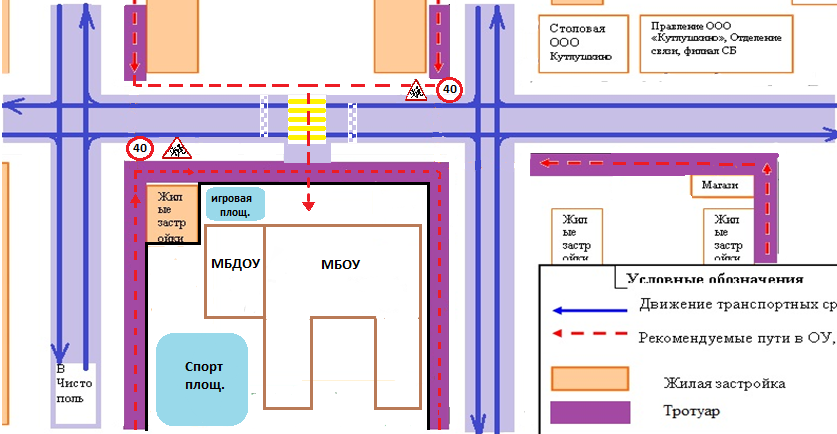 Столовая
ООО
Кутлушкино
Правление ООО
«Кутлушкино», Отделение
связи, филиал СБ
40
40
Жил
ые
застр
ойки
игровая
площ.
МБДОУ
МБОУ
Спорт
площ.
В
Чисто
поль
Магази
Жил
ые
застр
ойки
Жил
ые
застр
ойки
Условные обозначения
Движение транспортных ср
Рекомендуемые пути в ОУ,
Жилая застройка
Тротуар